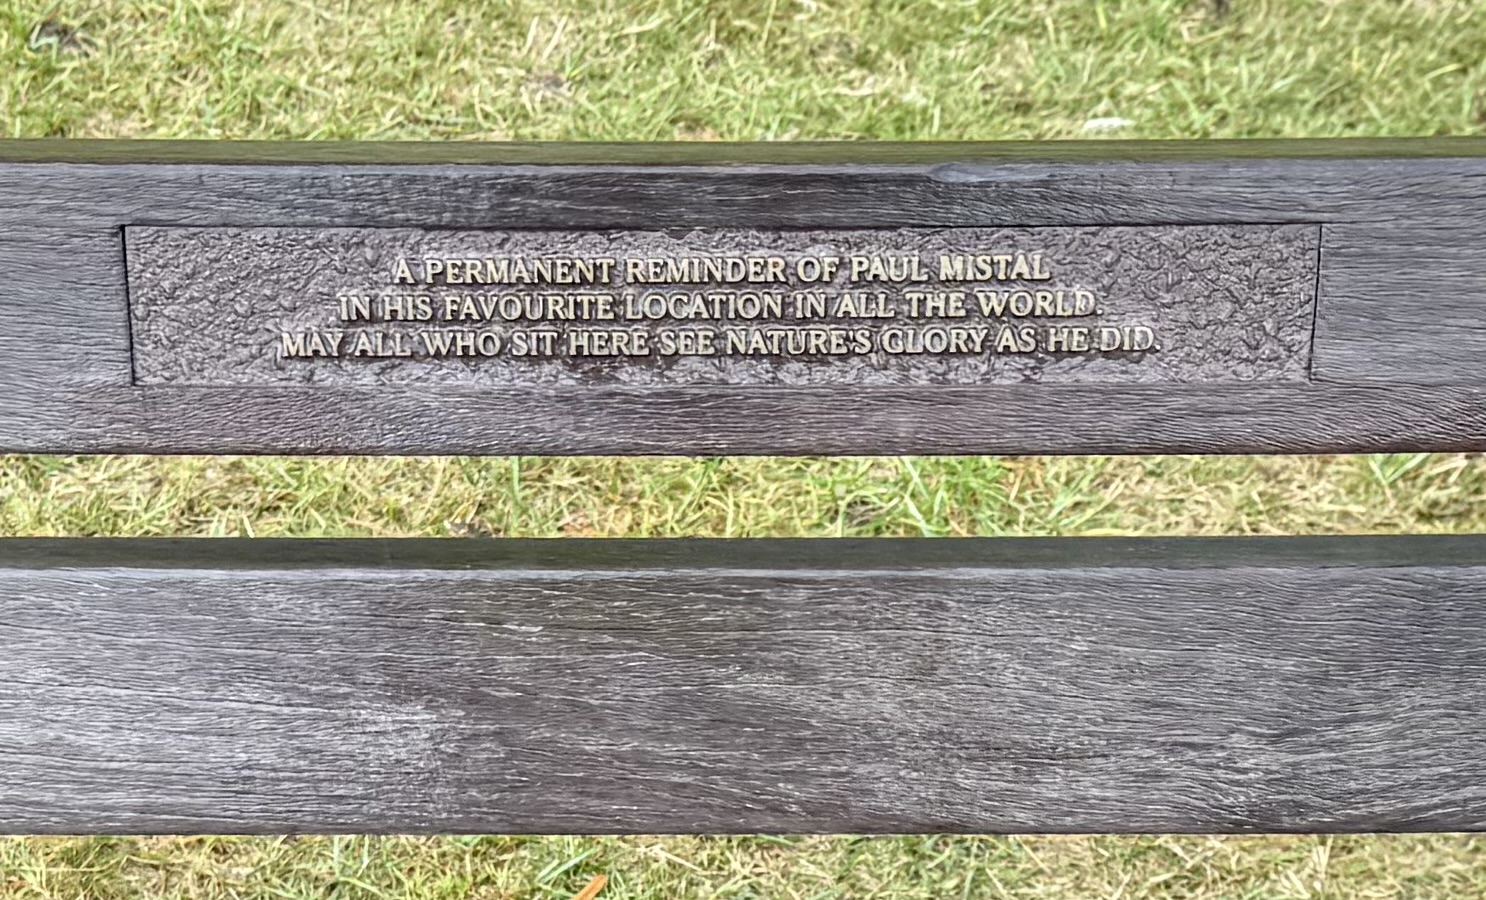 A PERMANENT REMINDER OF PAUL MISTAL
IN HIS FAVOURITE LOCATION IN ALL THE WORLD.
MAY ALL WHO SIT HERE SEE NATURE'S GLORY AS HE DID.